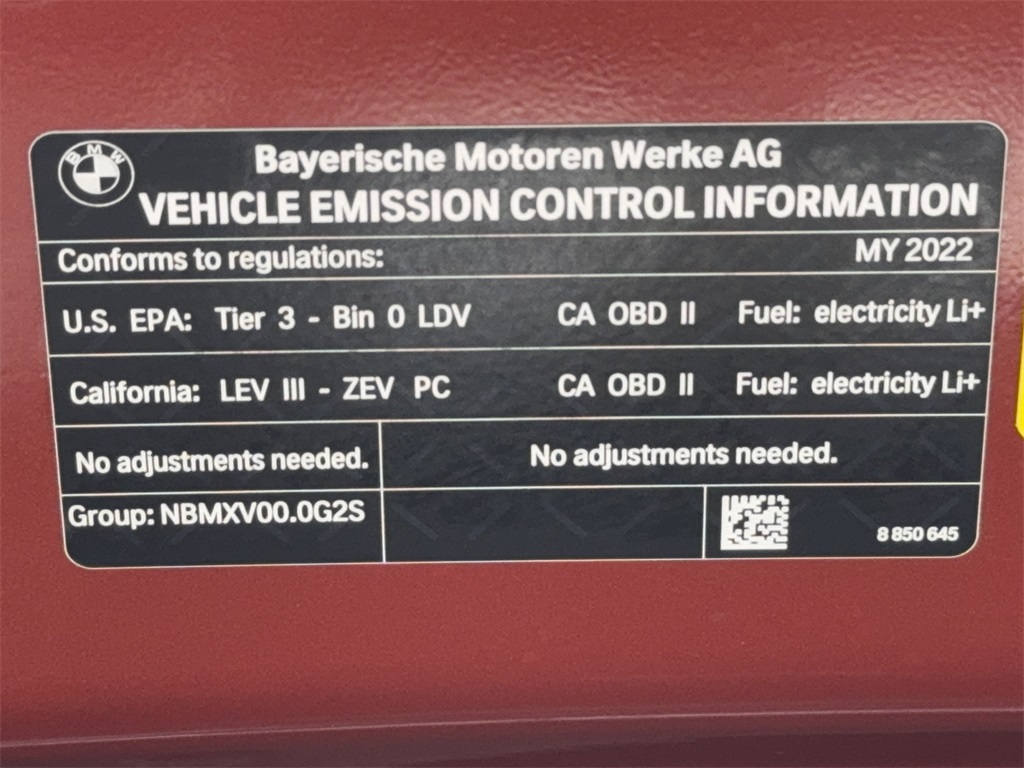 BMW
Bayerische Motoren Werke AG
VEHICLE EMISSION CONTROL INFORMATION
Conforms to regulations: MY 2022
U.S. EPA: Tier 3 - Bin 0 LDV CA OBD II Fuel: electricity Li+
California: LEV III - ZEV PC CA OBD II Fuel: electricity Li+
No adjustments needed. No adjustments needed.
Group: NBMXV00.0G2S
8 850 645